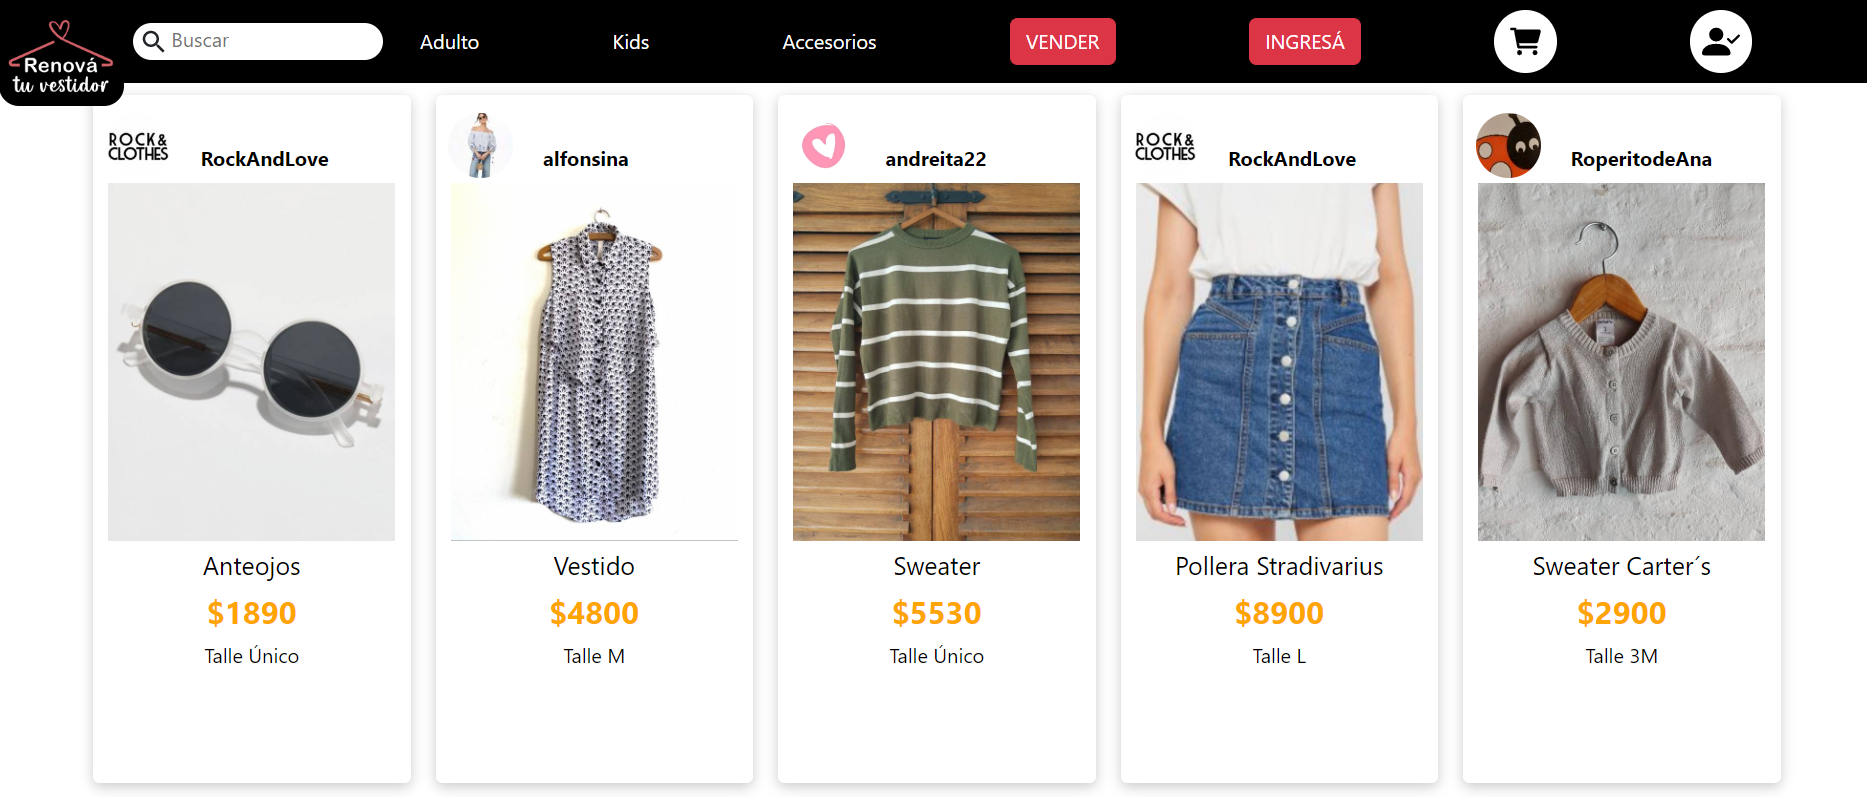 Renová
tu vestidor
Buscar
Adulto
Kids
Accesorios
VENDER
INGRESÁ
ROCK&
CLOTHES
RockAndLove
Anteojos
$1890
Talle Único
alfonsina
Vestido
$4800
Talle M
andreita22
Sweater
$5530
Talle Único
ROCK&
CLOTHES
RockAndLove
Pollera Stradivarius
$8900
Talle L
RoperitodeAna
Sweater Carter´s
$2900
Talle 3M